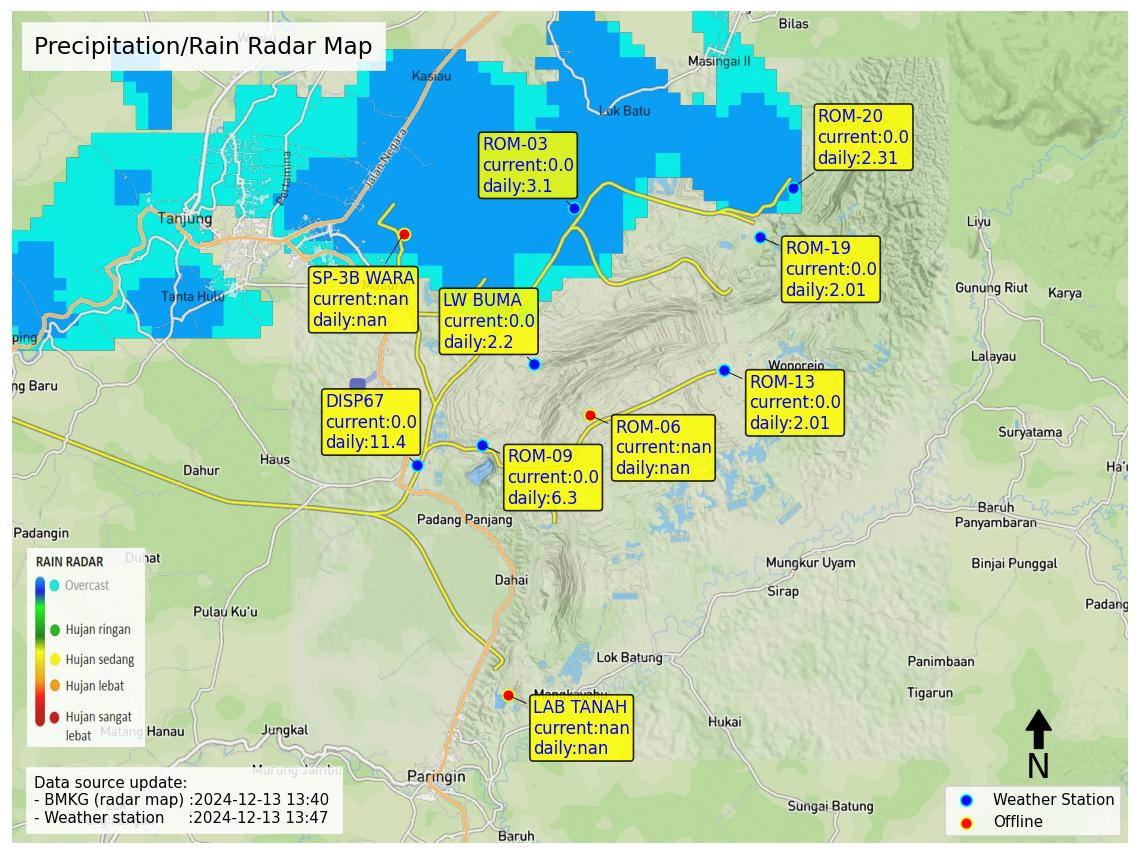 Precipitation/Rain Radar Map
Bilas
Masingai II
Kasiau
Lok Batu
Jalan Negara
Pertamina
Tanjung
Tanta Hulu
ROM-20
current:0.0
daily:2.31
ROM-03
current:0.0
daily:3.1
ROM-19
current:0.0
daily:2.01
SP-3B WARA
current:nan
daily:nan
LW BUMA
current:0.0
daily:2.2
Liyu
Gunung Riut
Karya
Lalayau
ping
ng Baru
Wonorejo
ROM-13
current:0.0
daily:2.01
DISP67
current:0.0
daily:11.4
ROM-06
current:nan
daily:nan
ROM-09
current:0.0
daily:6.3
Suryatama
Ha'u
Dahur
Haus
Padang Panjang
Baruh
Panyambaran
Padangin
Duhat
Dahai
Mungkur Uyam
Binjai Punggal
Sirap
Padang
Pulau Ku'u
RAIN RADAR
Overcast
Hujan ringan
Hujan sedang
Hujan lebat
Hujan sangat
lebat
Lok Batung
Panimbaan
Tigarun
Mangkayahu
LAB TANAH
current:nan
daily:nan
Hukai
Matang Hanau
Jungkal
Murung Jambu
Paringin
Sungai Batung
Baruh
N
Data source update:
- BMKG (radar map) :2024-12-13 13:40
- Weather station :2024-12-13 13:47
Weather Station
Offline